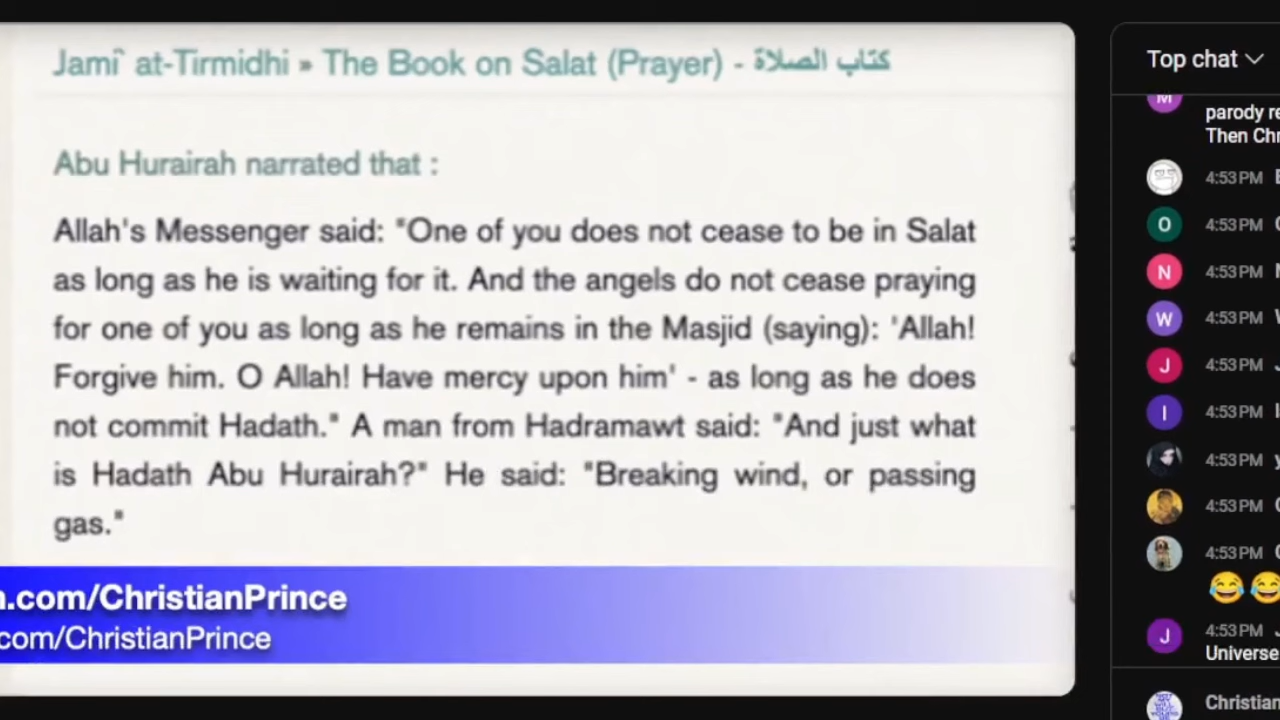 Jami` at-Tirmidhi » The Book on Salat (Prayer) - كتاب الصلاة
Abu Hurairah narrated that :
Allah's Messenger said: "One of you does not cease to be in Salat
as long as he is waiting for it. And the angels do not cease praying
for one of you as long as he remains in the Masjid (saying): 'Allah!
Forgive him. O Allah! Have mercy upon him' - as long as he does
not commit Hadath." A man from Hadramawt said: "And just what
is Hadath Abu Hurairah?" He said: "Breaking wind, or passing
gas."
.com/ChristianPrince
com/ChristianPrince
Top chat
M
parody
Then
4:53 PM
O 4:53 PM
N 4:53 PM
W 4:53 PM
J 4:53 PM
I 4:53 PM
4:53 PM
4:53 PM
4:53 PM
😂😂
J 4:53 PM
Universe
Christian